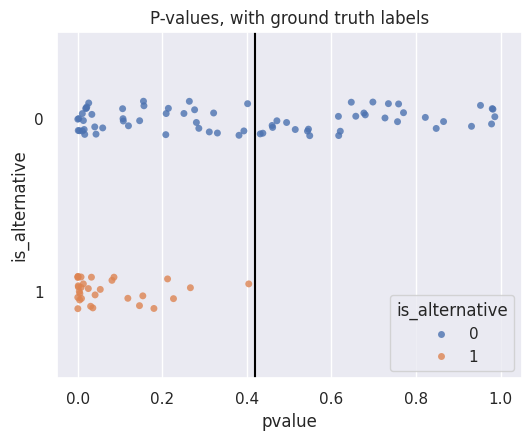 P-values, with ground truth labels
is_alternative
0
1
is_alternative
0
1
0.0 0.2 0.4 0.6 0.8 1.0
pvalue